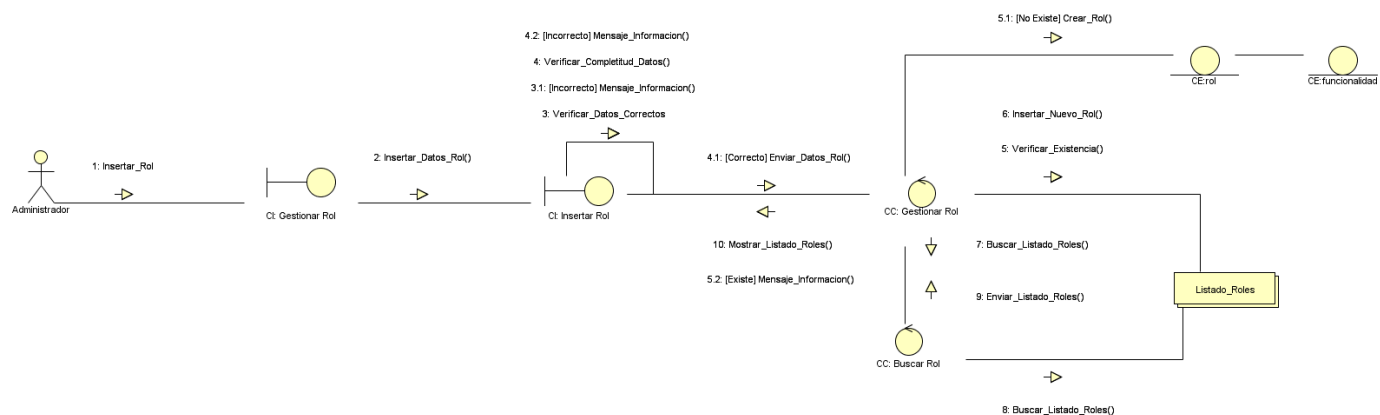 5.1: [No Existe] Crear_Rol()
4.2: [Incorrecto] Mensaje_Informacion()
4: Verificar_Completitud_Datos()
3.1: [Incorrecto] Mensaje_Informacion()
3: Verificar_Datos_Correctos
CE:rol
CE:funcionalidad
6: Insertar_Nuevo_Rol()
5: Verificar_Existencia()
1: Insertar_Rol
2: Insertar_Datos_Rol()
4.1: [Correcto] Enviar_Datos_Rol()
Administrador
CI: Gestionar Rol
CI: Insertar Rol
CC: Gestionar Rol
10: Mostrar_Listado_Roles()
7: Buscar_Listado_Roles()
5.2: [Existe] Mensaje_Informacion()
9: Enviar_Listado_Roles()
Listado_Roles
CC: Buscar Rol
8: Buscar_Listado_Roles()